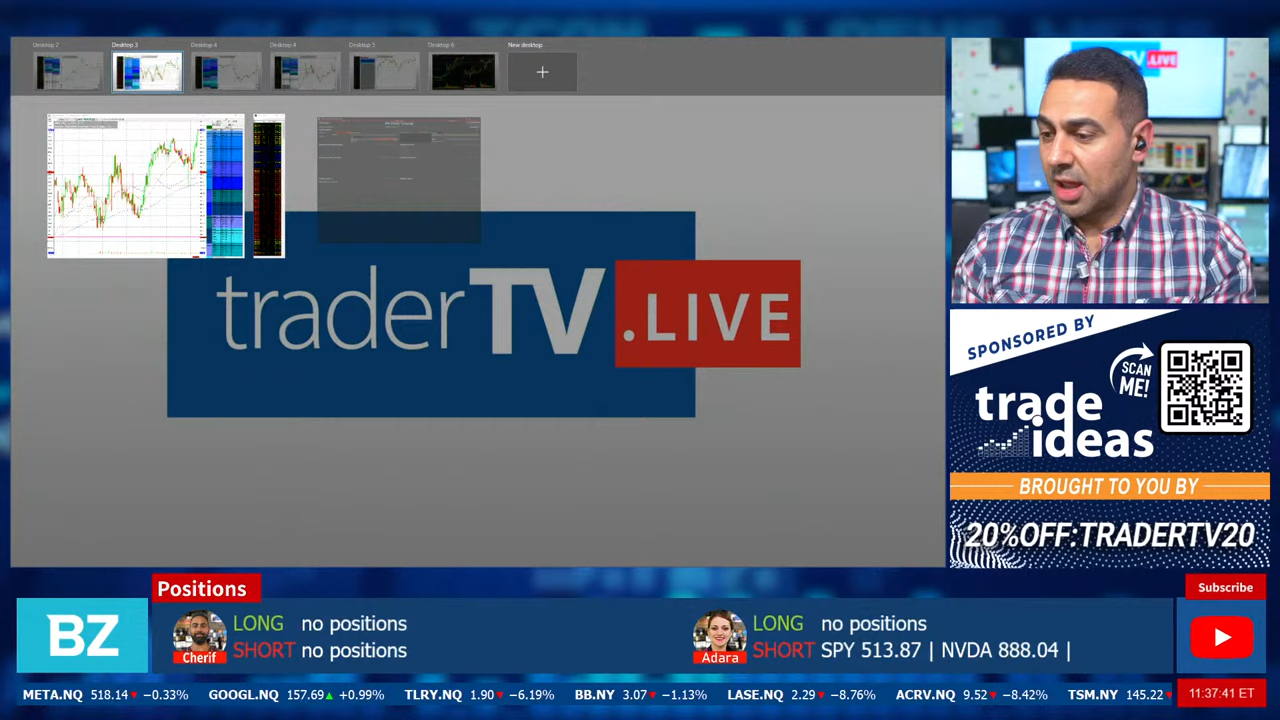 Desktop 2
Desktop 3
Desktop 4
Desktop 4
Desktop 5
Desktop 6
New desktop
traderTV.LIVE
.LIVE
SPONSORED BY
SCAN
ME!
trade
ideas
BROUGHT TO YOU BY
20%OFF:TRADERTV20
Positions
Subscribe
BZ
Cherif
LONG no positions
SHORT no positions
Adara
LONG no positions
SHORT SPY 513.87 | NVDA 888.04 |
META.NQ 518.14▼ −0.33% GOOGL.NQ 157.69▲ +0.99% TLRY.NQ 1.90▼ −6.19% BB.NY 3.07▼ −1.13% LASE.NQ 2.29▼ −8.76% ACRV.NQ 9.52▼ −8.42% TSM.NY 145.22▼
11:37:41 ET